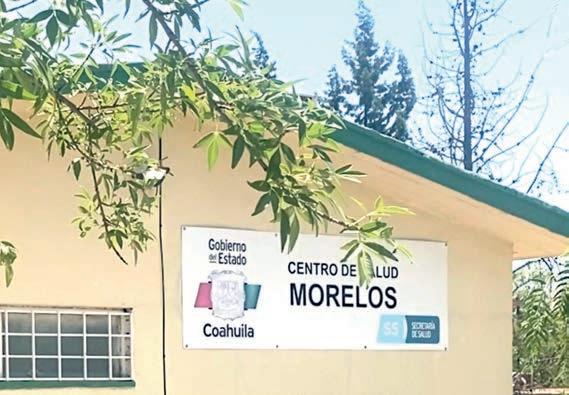 Gobierno
del Estado
Coahuila
CENTRO DE SALUD
MORELOS
SS
SECRETARÍA
DE SALUD